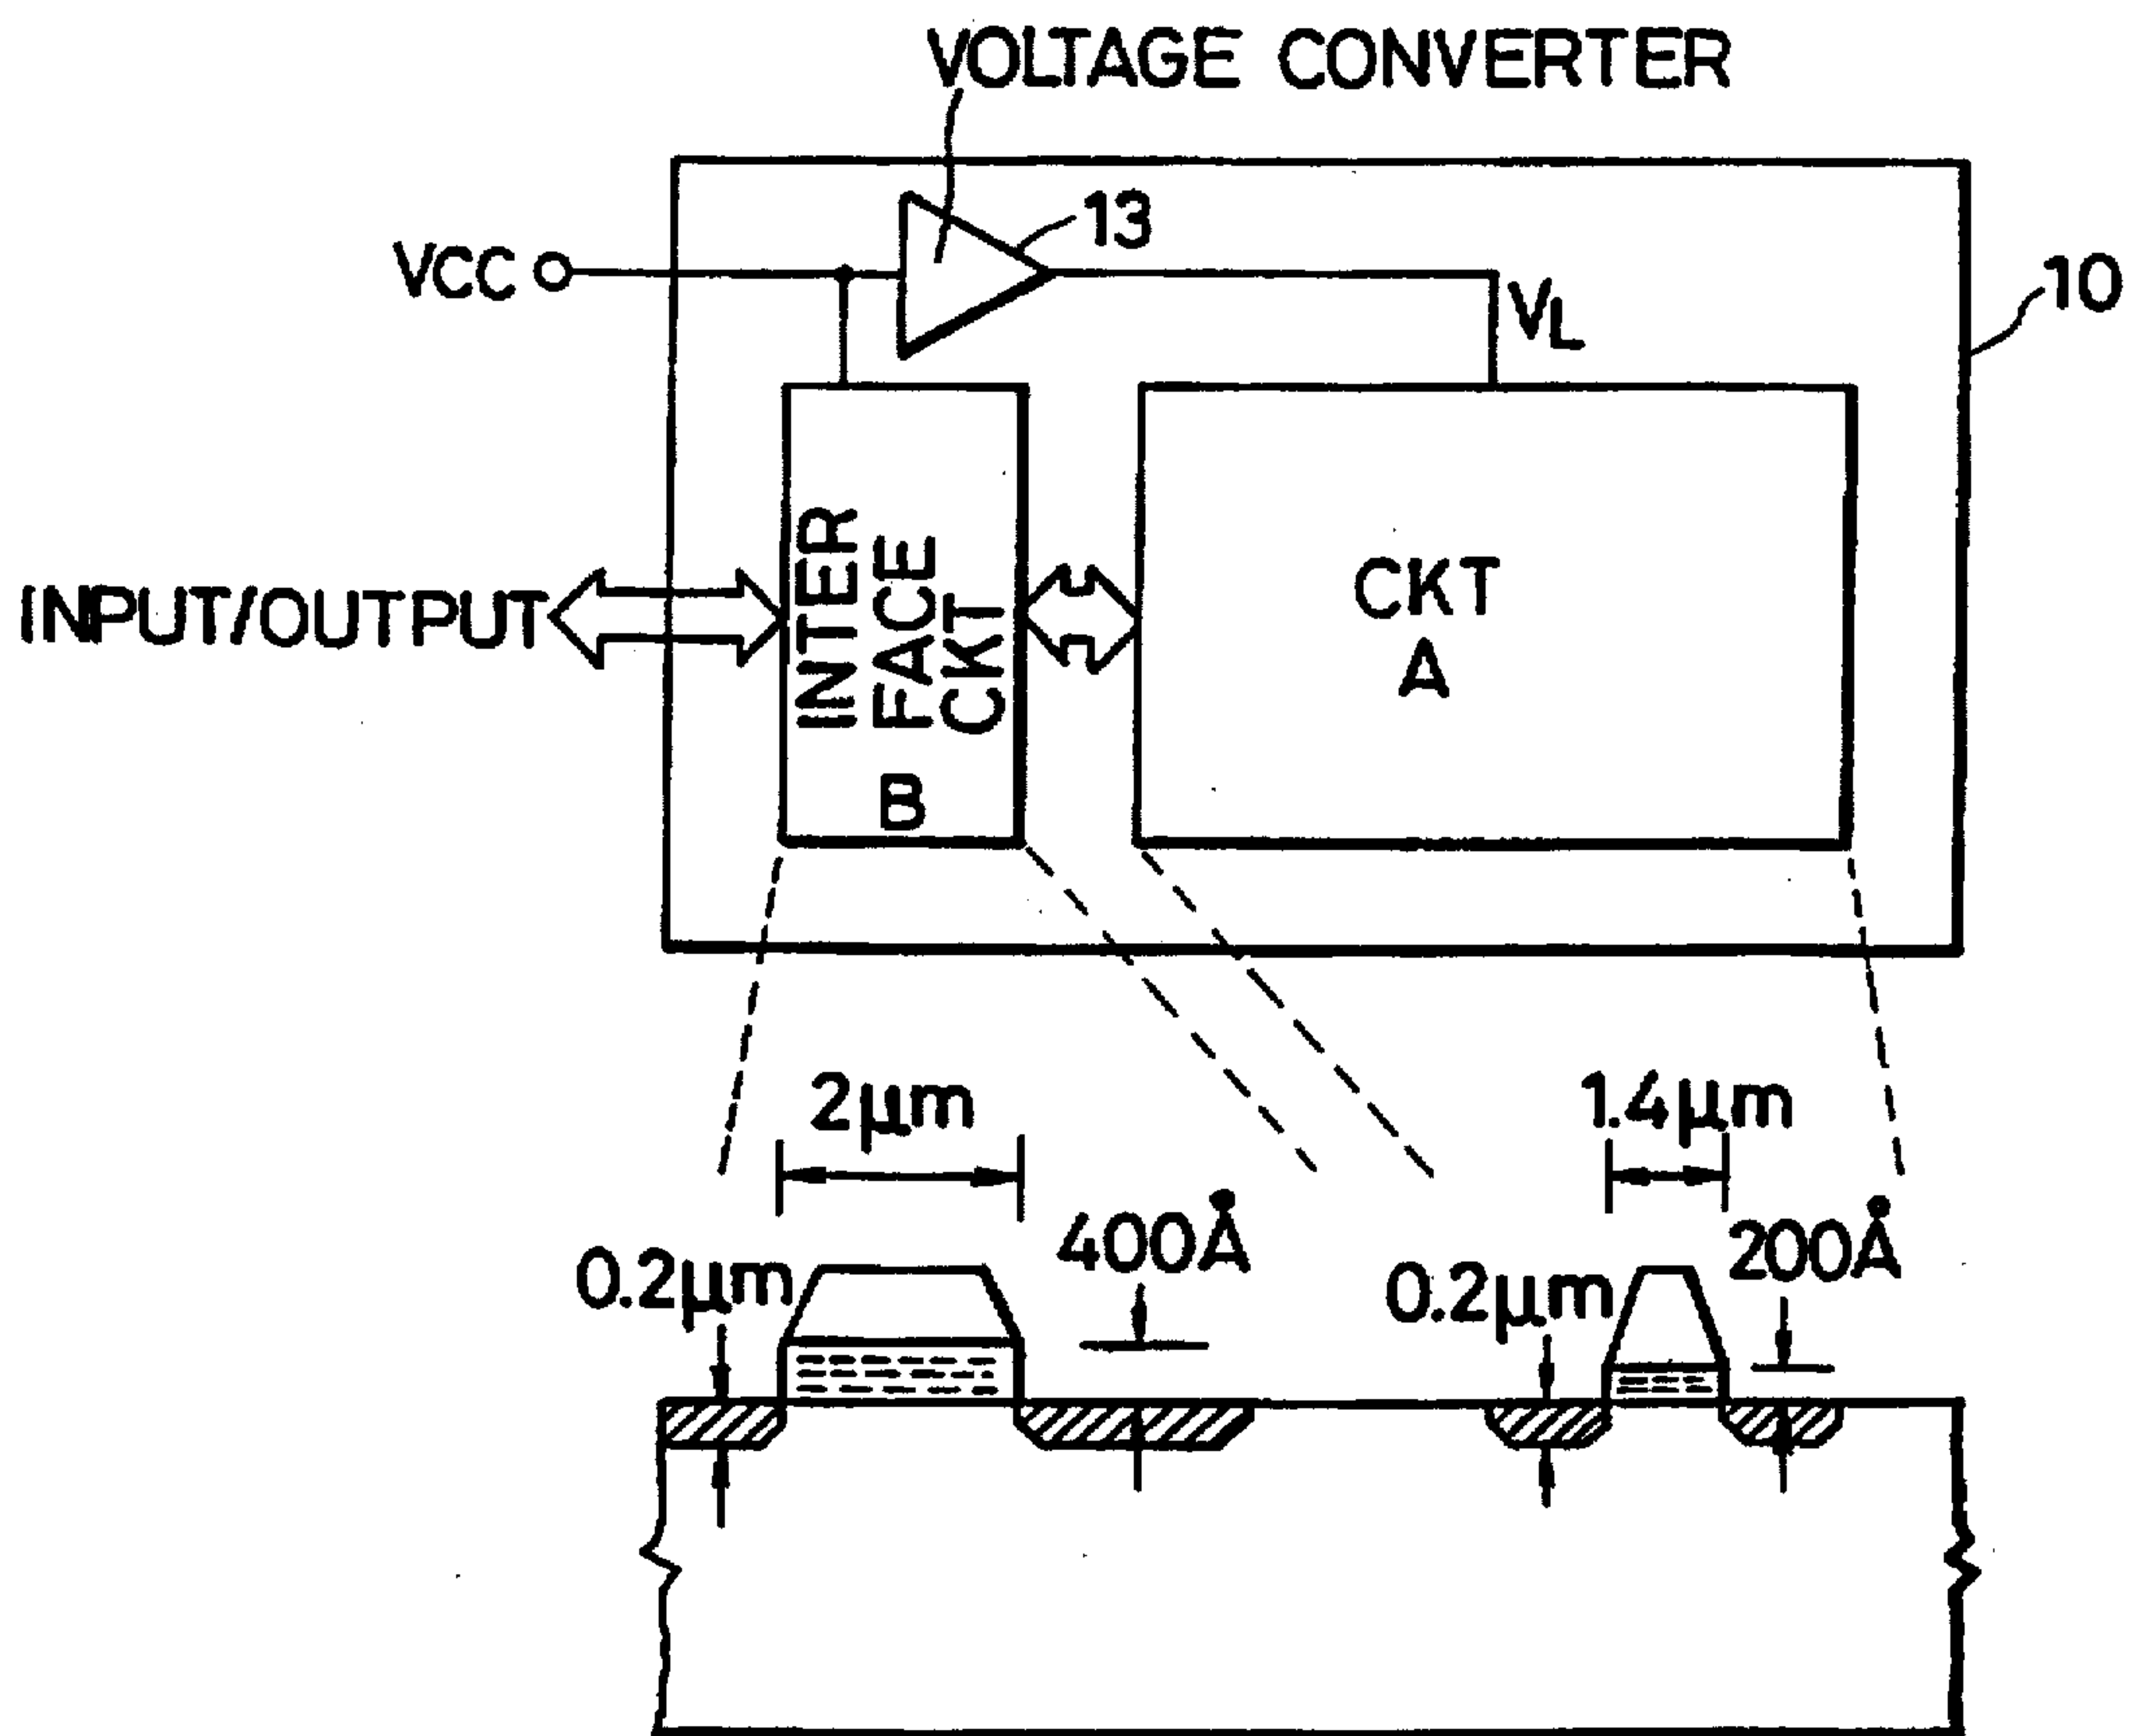 VOLTAGE CONVERTER
13
VCC
VL
10
INPUT/OUTPUT
INTER
FACE
CKT
B
CKT
A
2μm
1.4μm
400Å
200Å
0.2μm
0.2μm